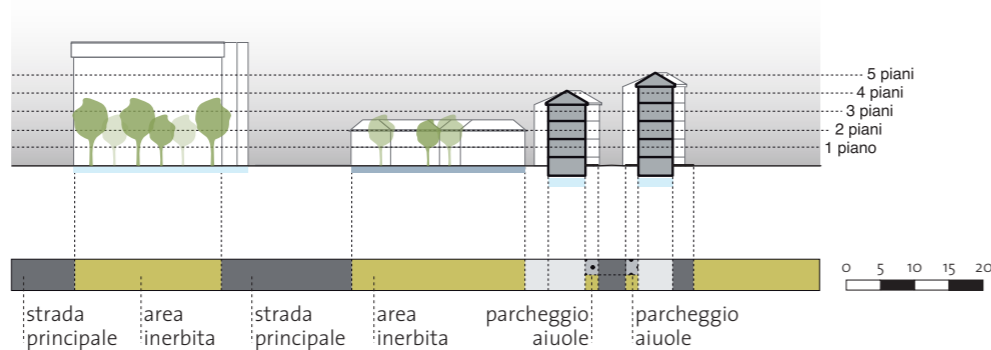 5 piani
4 piani
3 piani
2 piani
1 piano
0 5 10 15 20
strada
principale
area
inerbita
strada
principale
area
inerbita
parcheggio
aiuole
parcheggio
aiuole